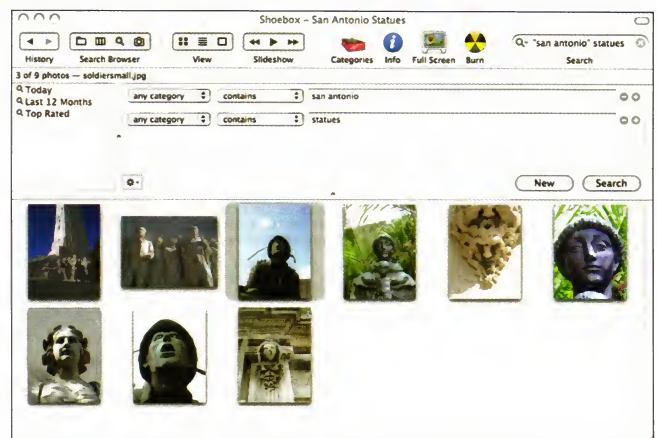 Shoebox – San Antonio Statues
"san antonio" statues
History Search Browser View Slideshow Categories Info Full Screen Burn Search
3 of 9 photos — soldiersmall.jpg
Today
Last 12 Months
Top Rated
any category contains san antonio
any category contains statues
New Search